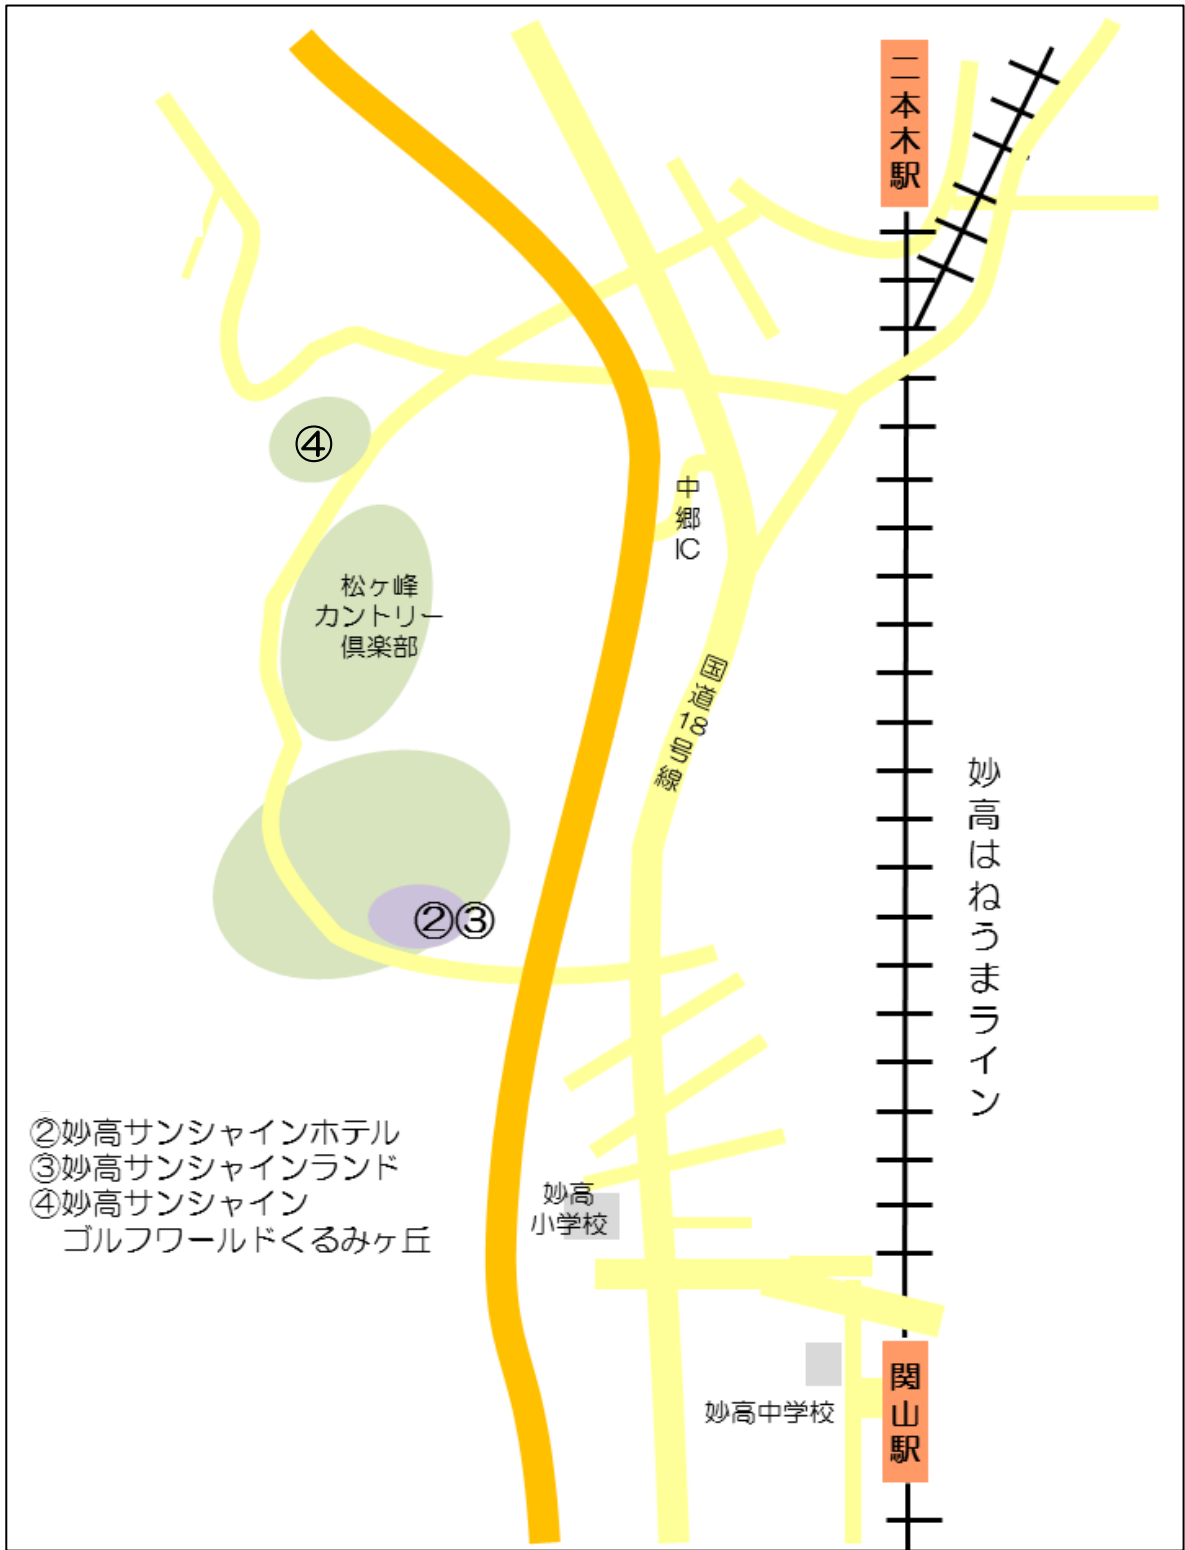 二本木駅
④
中郷IC
松ヶ峰
カントリー
倶楽部
国道18号線
妙高はねうまライン
②③
②妙高サンシャインホテル
③妙高サンシャインランド
④妙高サンシャイン
ゴルフワールドくるみヶ丘
妙高
小学校
関山駅
妙高中学校